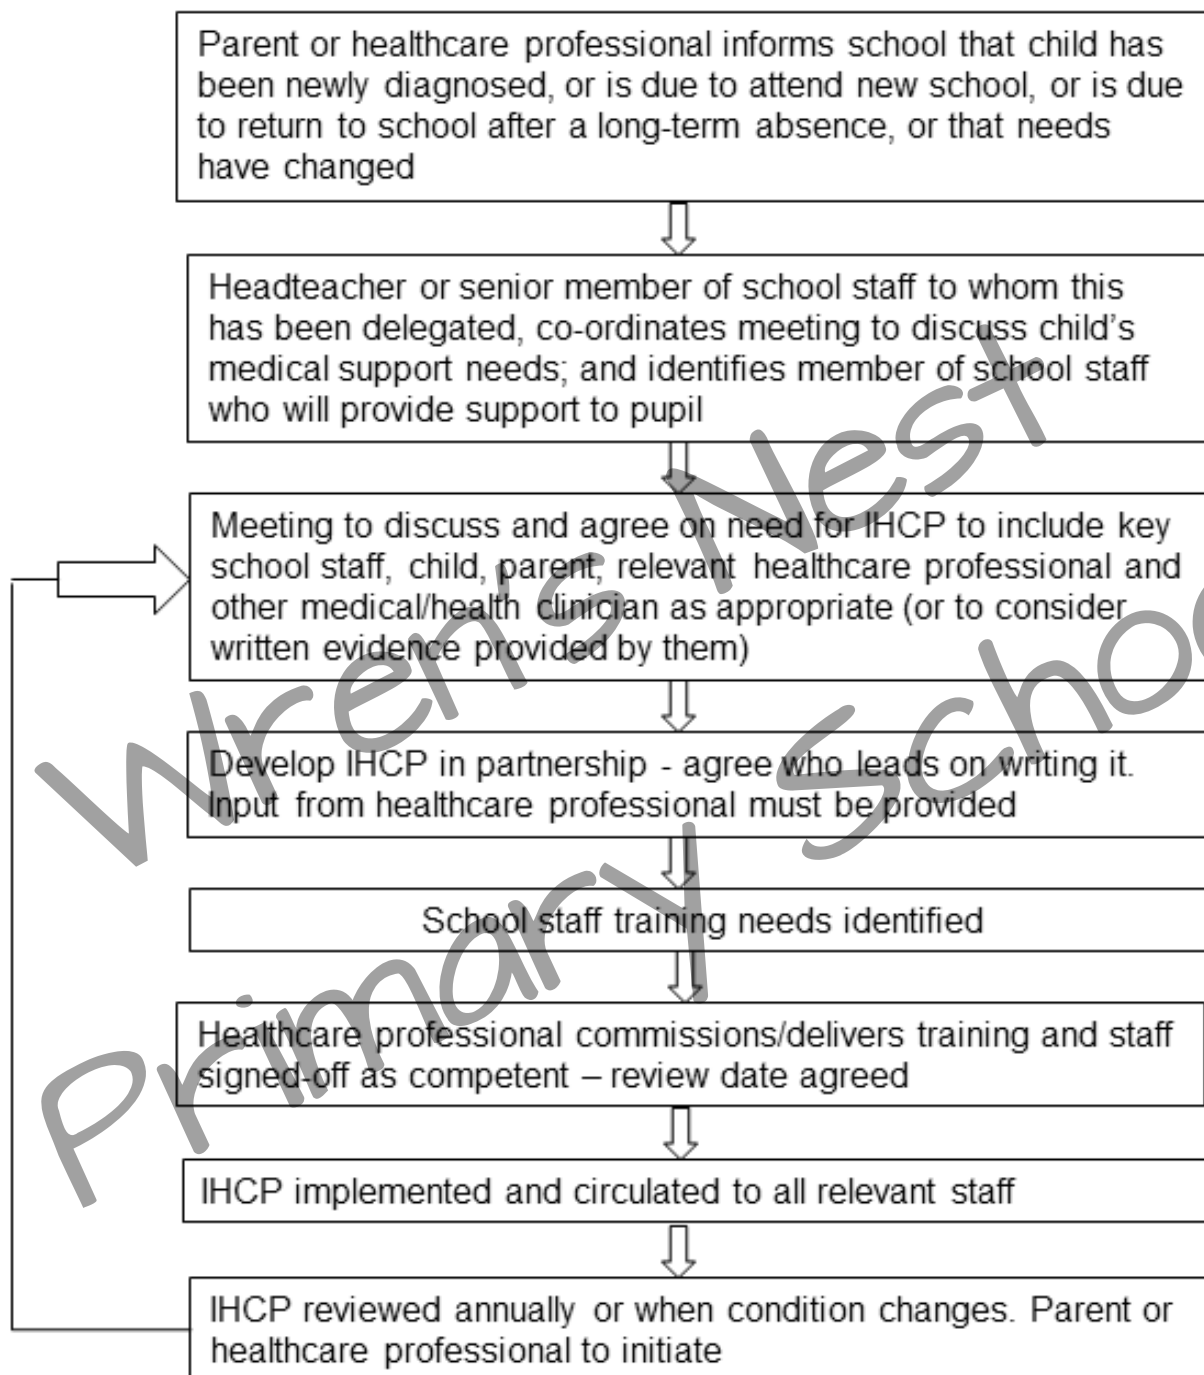 Parent or healthcare professional informs school that child has
been newly diagnosed, or is due to attend new school, or is due
to return to school after a long-term absence, or that needs
have changed
Headteacher or senior member of school staff to whom this
has been delegated, co-ordinates meeting to discuss child's
medical support needs; and identifies member of school staff
who will provide support to pupil
Meeting to discuss and agree on need for IHCP to include key
school staff, child, parent, relevant healthcare professional and
other medical/health clinician as appropriate (or to consider
written evidence provided by them)
Develop IHCP in partnership - agree who leads on writing it.
Input from healthcare professional must be provided
School staff training needs identified
Healthcare professional commissions/delivers training and staff
signed-off as competent – review date agreed
IHCP implemented and circulated to all relevant staff
IHCP reviewed annually or when condition changes. Parent or
healthcare professional to initiate
Wren's Nest
Primary Schoo